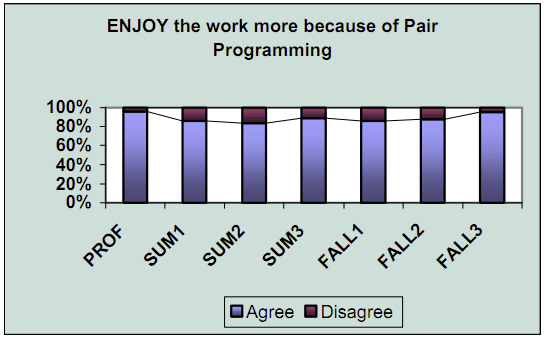 ENJOY the work more because of Pair
Programming
100%
80%
60%
40%
20%
0%
PROF
SUM1
SUM2
SUM3
FALL1
FALL2
FALL3
Agree Disagree